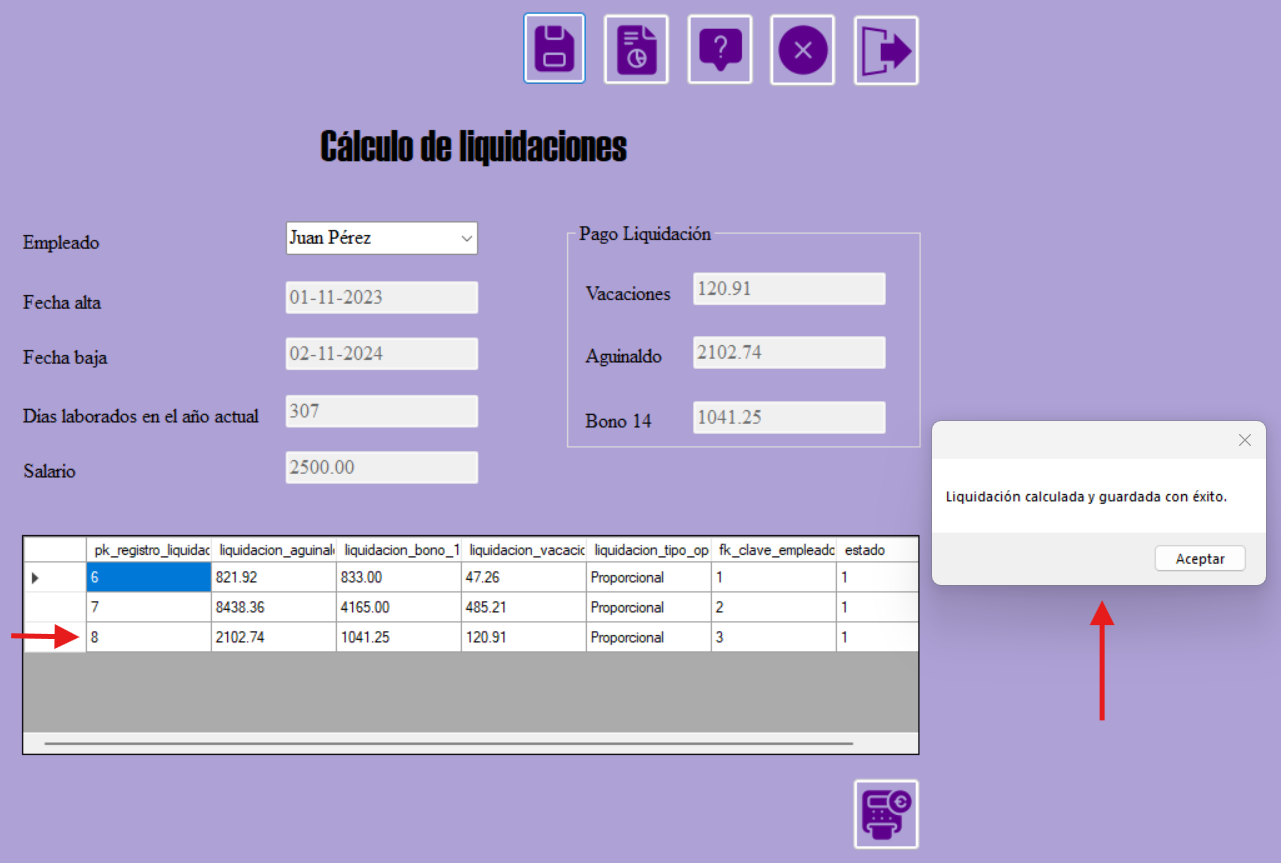 Cálculo de liquidaciones
Empleado
Juan Pérez
Fecha alta
01-11-2023
Fecha baja
02-11-2024
Días laborados en el año actual
307
Salario
2500.00
Pago Liquidación
Vacaciones
120.91
Aguinaldo
2102.74
Bono 14
1041.25
Liquidación calculada y guardada con éxito.
Aceptar
pk_registro_liquidac liquidacion_aguinal liquidacion_bono_1 liquidacion_vacacic liquidacion_tipo_op fk_clave_empleadc estado
6 821.92 833.00 47.26 Proporcional 1 1
7 8438.36 4165.00 485.21 Proporcional 2 1
8 2102.74 1041.25 120.91 Proporcional 3 1